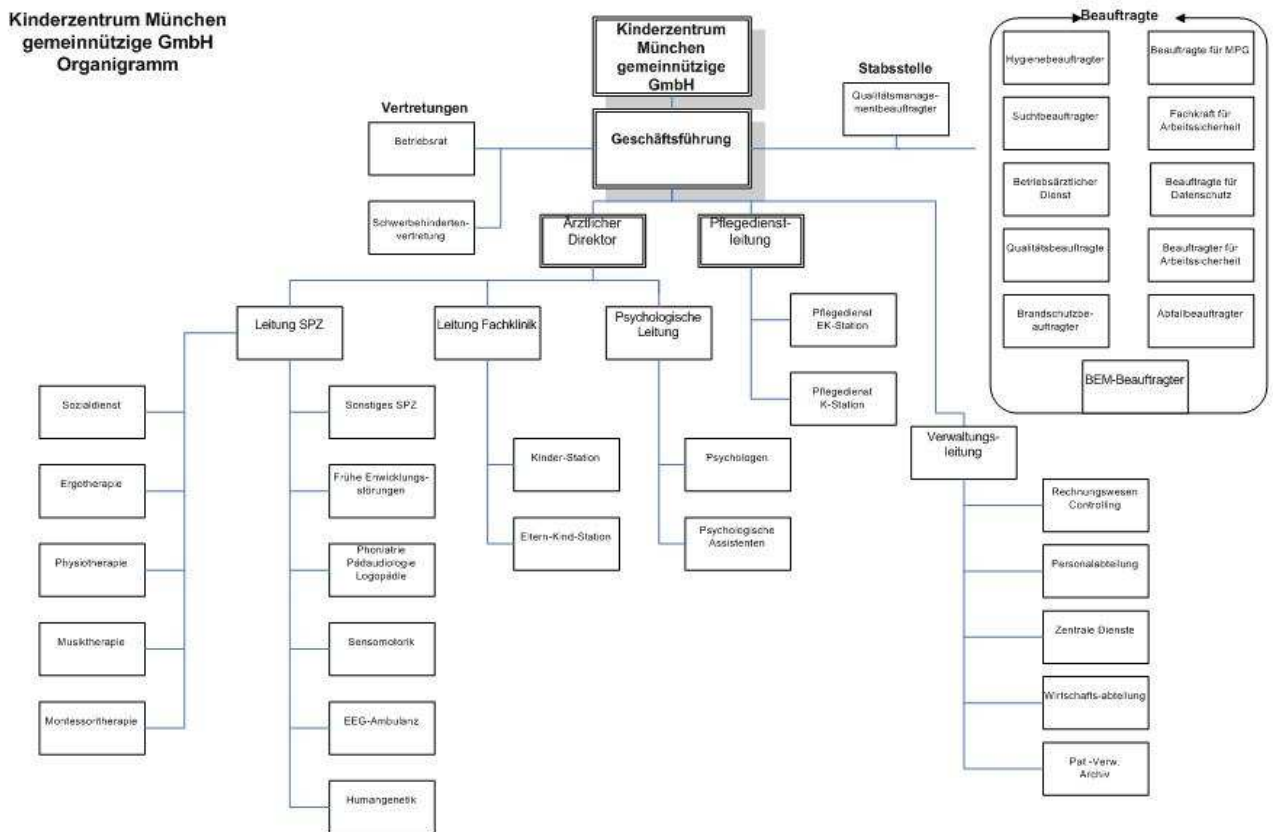 Kinderzentrum München
gemeinnützige GmbH
Organigramm
Kinderzentrum
München
gemeinnützige
GmbH
Geschäftsführung
Vertretungen
Betriebsrat
Schwerbehinderten-
vertretung
Stabsstelle
Qualitätsmanage-
mentbeauftragter
Beauftragte
Hygienebeauftragter
Beauftragte für MPG
Suchtbeauftragter
Fachkraft für
Arbeitssicherheit
Betriebsärztlicher
Dienst
Beauftragte für
Datenschutz
Qualitätsbeauftragte
Beauftragter für
Arbeitssicherheit
Brandschutzbe-
auftragter
Abfallbeauftragter
BEM-Beauftragter
Ärztlicher
Direktor
Pflegedienst-
leitung
Leitung SPZ
Leitung Fachklinik
Psychologische
Leitung
Pflegedienst
EK-Station
Pflegedienst
K-Station
Verwaltungs-
leitung
Sozialdienst
Ergotherapie
Physiotherapie
Musiktherapie
Montessoritherapie
Sonstiges SPZ
Frühe Enwicklungs-
störungen
Phoniatrie
Pädaudiologie
Logopädie
Sensomotorik
EEG-Ambulanz
Humangenetik
Kinder-Station
Eltern-Kind-Station
Psychologen
Psychologische
Assistenten
Rechnungswesen
Controlling
Personalabteilung
Zentrale Dienste
Wirtschafts-abteilung
Pat.-Verw.
Archiv